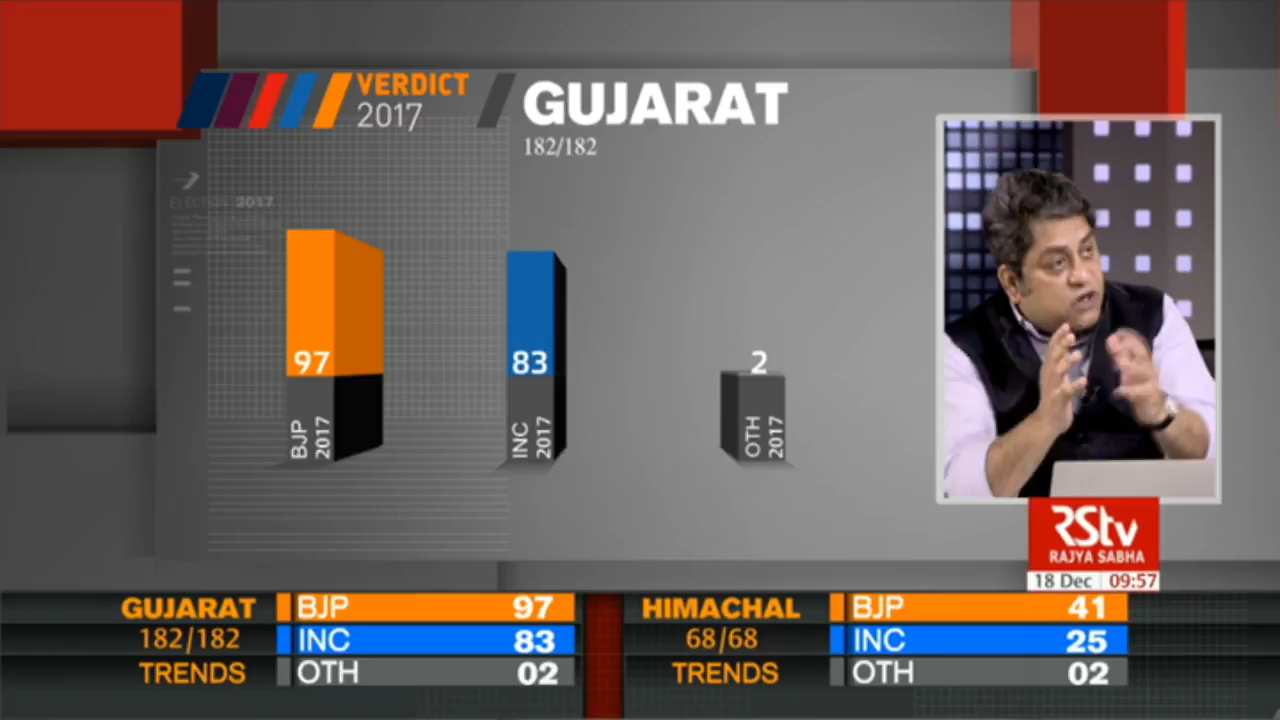 VERDICT
2017
GUJARAT
182/182
ELECTION 2017
97
83
2
BJP
2017
INC
2017
OTH
2017
RSTV
RAJYA SABHA
18 Dec 09:57
GUJARAT BJP 97
182/182 INC 83
TRENDS OTH 02
HIMACHAL BJP 41
68/68 INC 25
TRENDS OTH 02